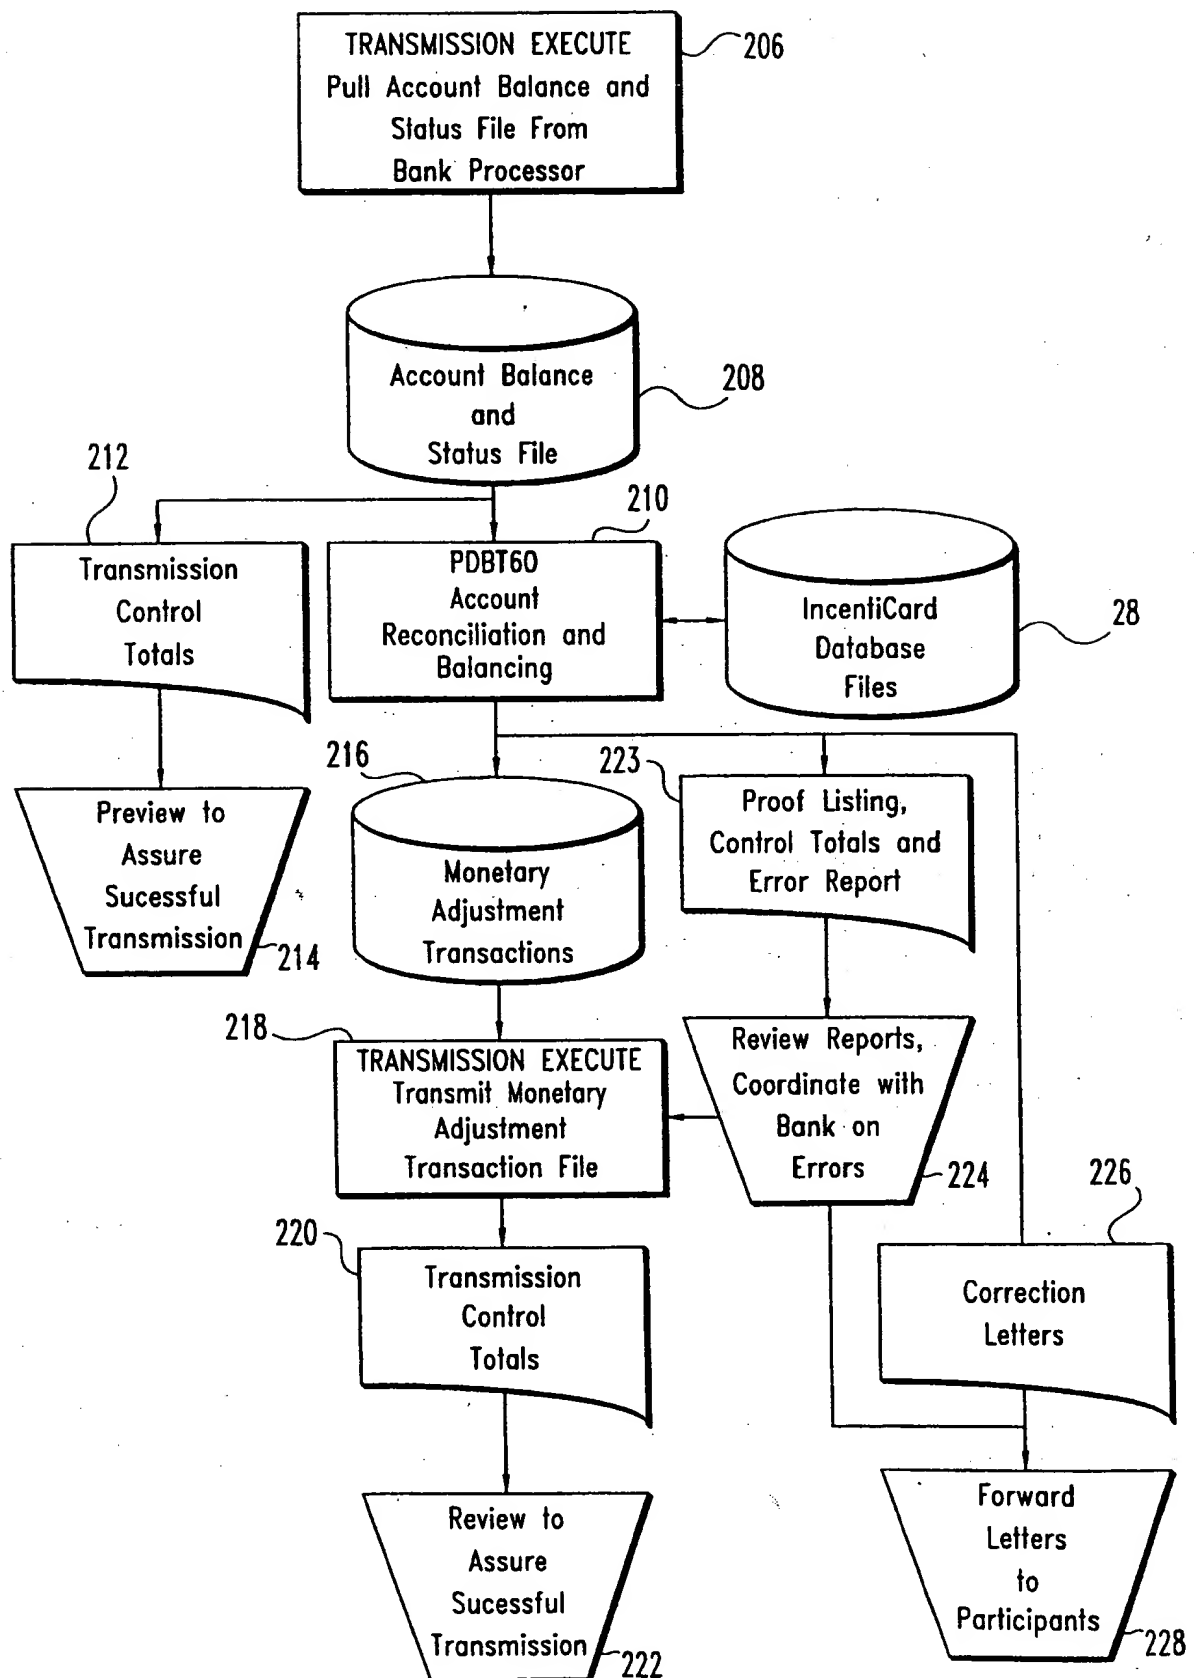 TRANSMISSION EXECUTE
Pull Account Balance and
Status File From
Bank Processor
206
Account Balance
and
Status File
208
212
Transmission
Control
Totals
210
PDBT60
Account
Reconciliation and
Balancing
IncentiCard
Database
Files
28
Preview to
Assure
Sucessful
Transmission
214
216
Monetary
Adjustment
Transactions
223
Proof Listing,
Control Totals and
Error Report
218
TRANSMISSION EXECUTE
Transmit Monetary
Adjustment
Transaction File
Review Reports,
Coordinate with
Bank on
Errors
224
220
Transmission
Control
Totals
226
Correction
Letters
Review to
Assure
Sucessful
Transmission
222
Forward
Letters
to
Participants
228